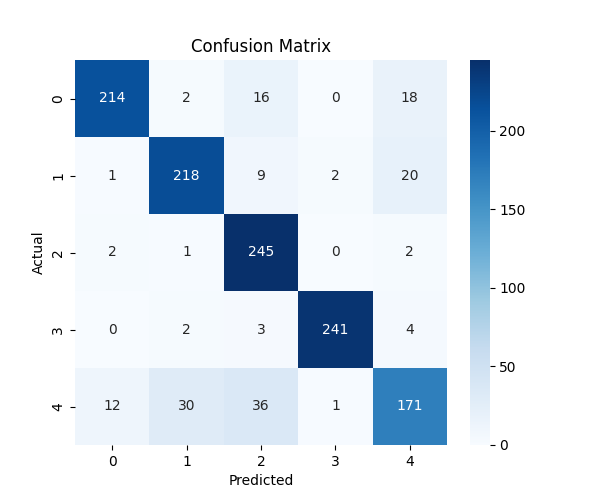 Confusion Matrix
0 214 2 16 0 18
1 1 218 9 2 20
2 2 1 245 0 2
3 0 2 3 241 4
4 12 30 36 1 171
0 1 2 3 4
Actual
Predicted
200
150
100
50
0